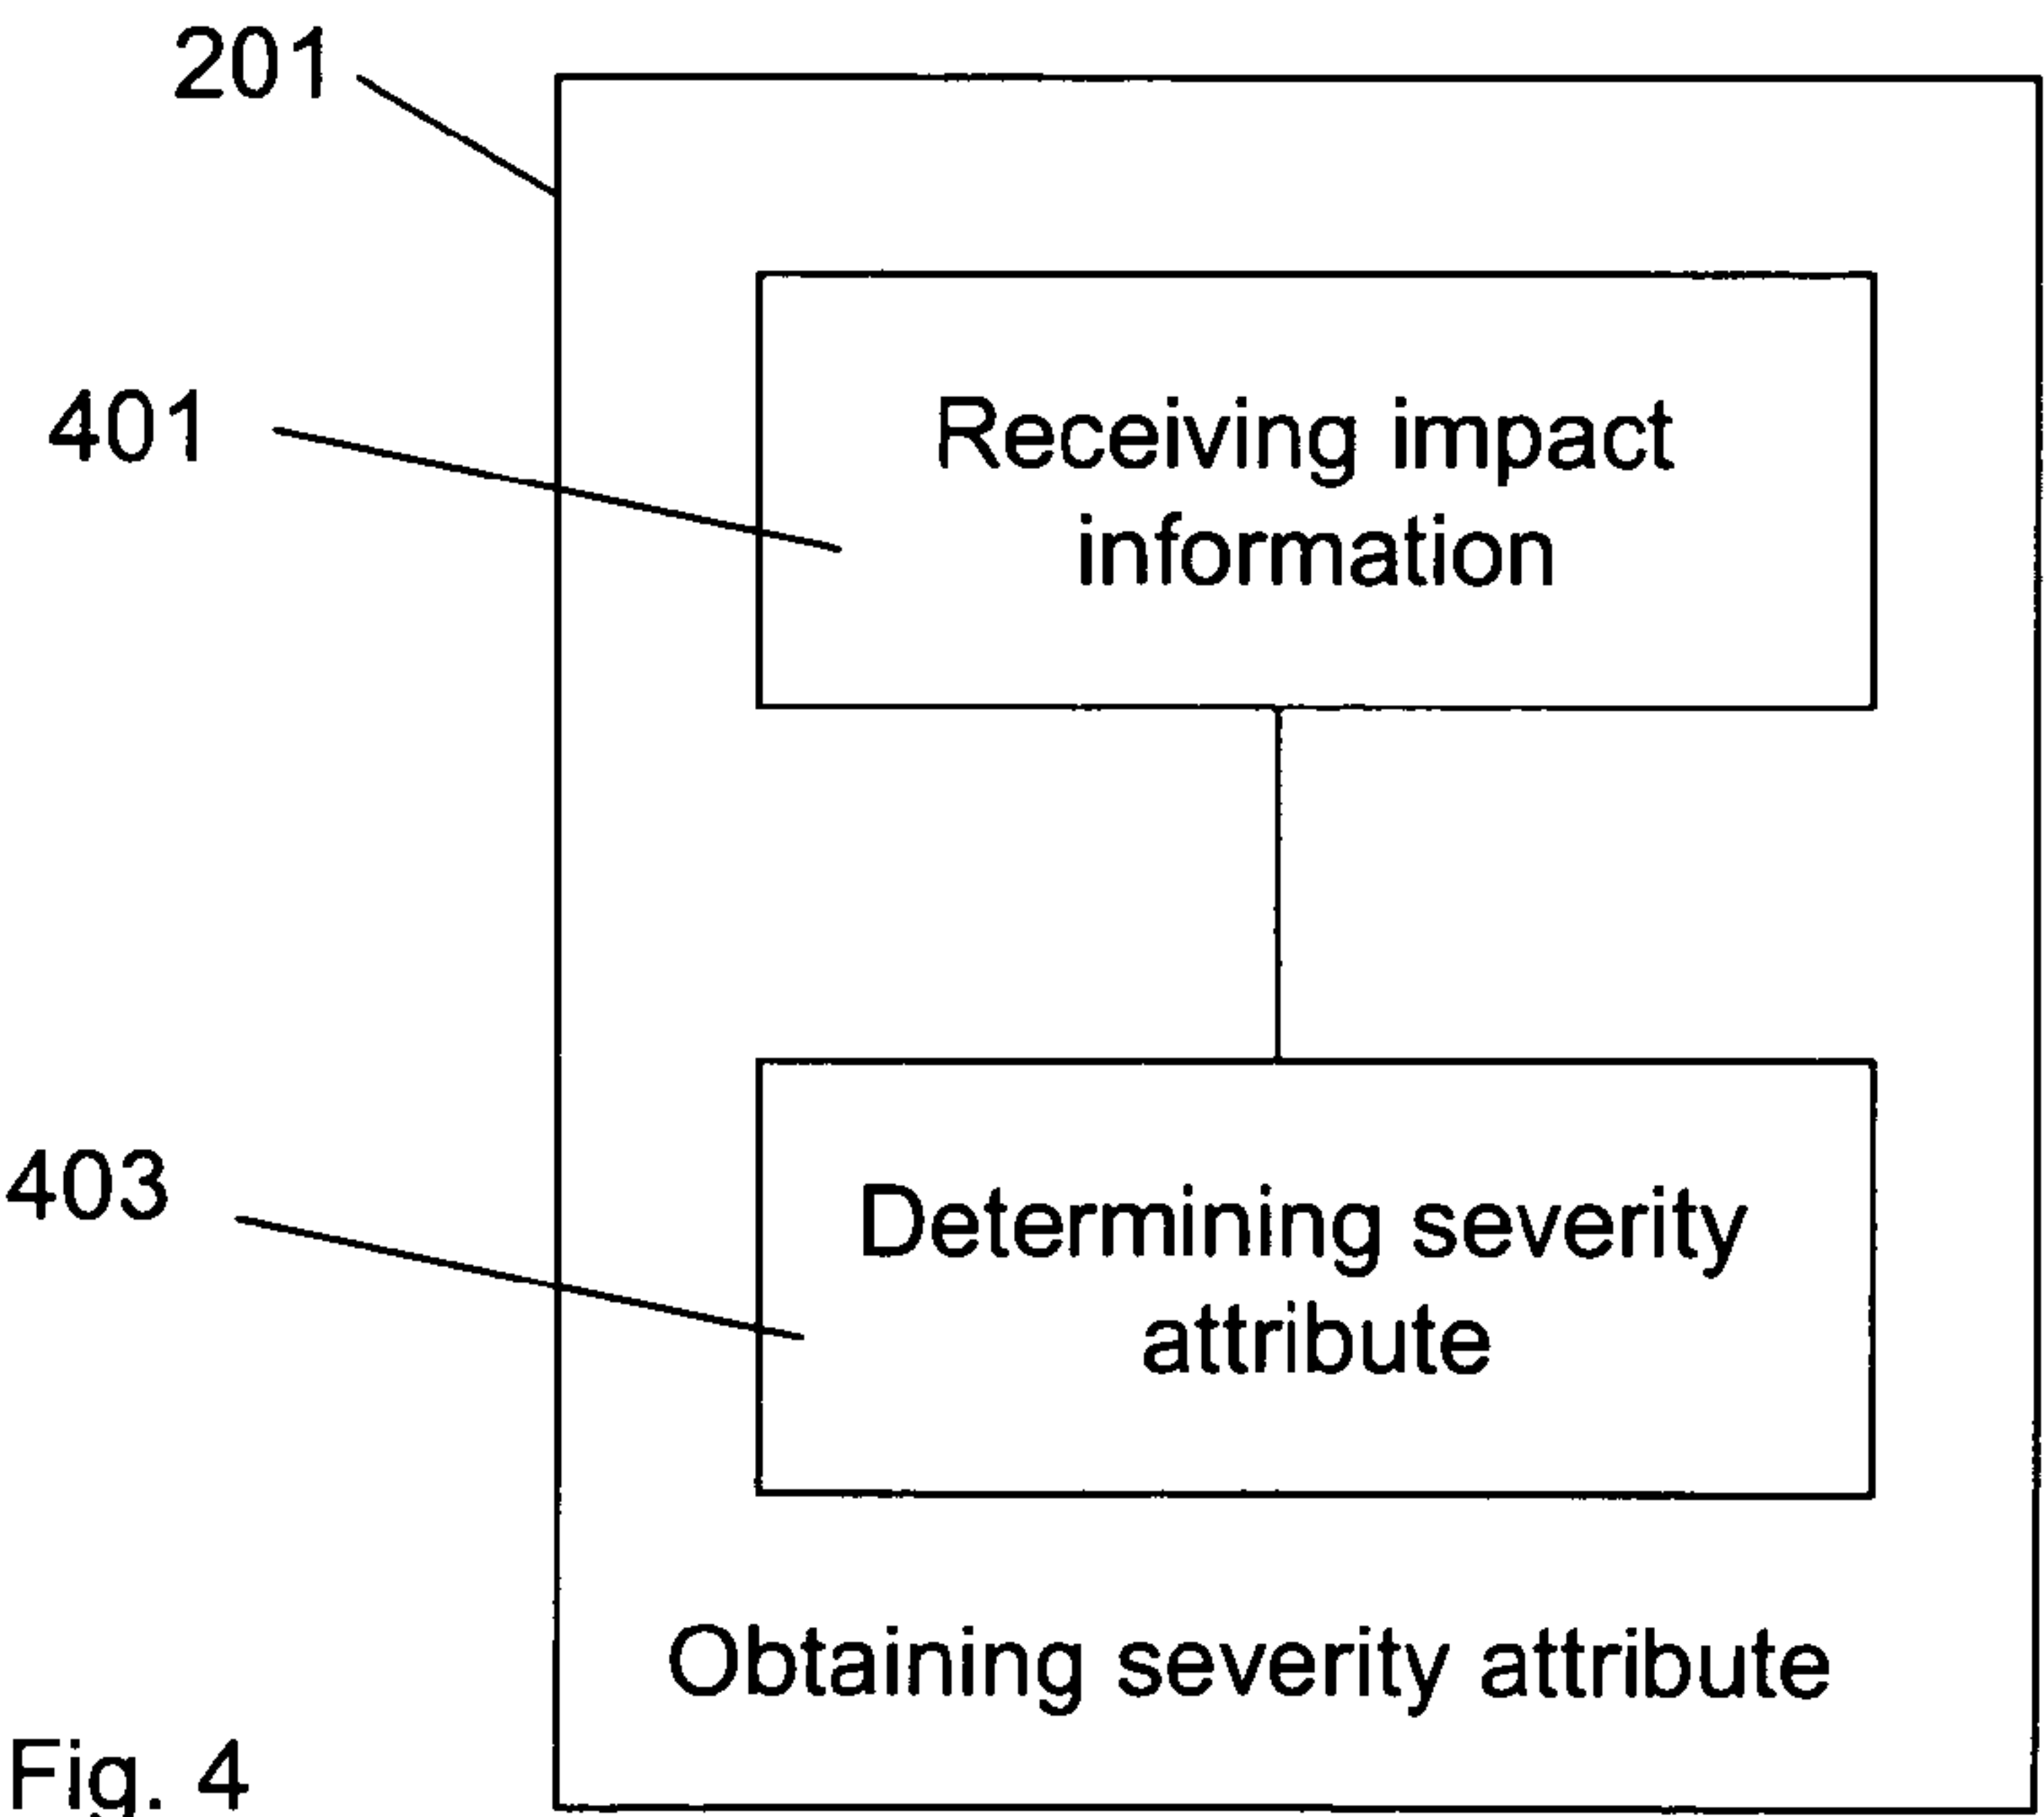 201
401
Receiving impact
information
403
Determining severity
attribute
Obtaining severity attribute
Fig. 4